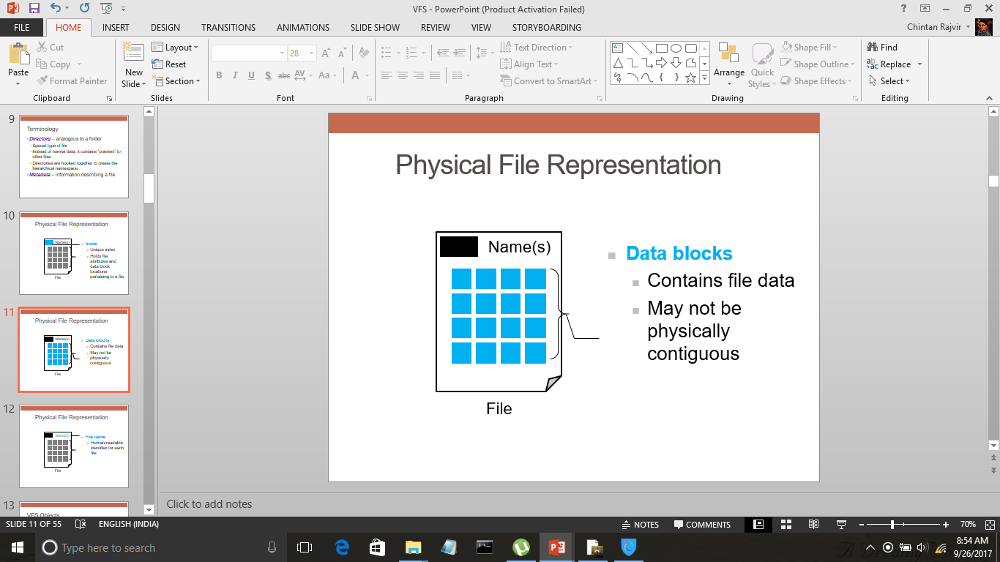 VFS - PowerPoint (Product Activation Failed)
FILE
HOME
INSERT
DESIGN
TRANSITIONS
ANIMATIONS
SLIDE SHOW
REVIEW
VIEW
STORYBOARDING
Chintan Rajvir
Paste
Cut
Copy
Format Painter
Clipboard
New
Slide
Layout
Reset
Section
Slides
28
B I U S abc AV Aa A
Font
Text Direction
Align Text
Convert to SmartArt
Paragraph
Arrange
Quick
Styles
Shape Fill
Shape Outline
Shape Effects
Drawing
Find
Replace
Select
Editing
9
Terminology
Directory – analogous to a folder
Special type of file
Instead of normal data, it contains "pointers" to
other files
Directories are hooked together to create the
hierarchical namespace
Metadata – information describing a file
10
Physical File Representation
Name(s)
File
Inode
Unique index
Holds file
attributes and
data block
locations
pertaining to a file
11
Physical File Representation
Name(s)
File
Data blocks
Contains file data
May not be
physically
contiguous
12
Physical File Representation
Name(s)
File
File name
Human-readable
identifier for each
file
13
VFS Objects
Physical File Representation
Name(s)
File
Data blocks
Contains file data
May not be
physically
contiguous
Click to add notes
SLIDE 11 OF 55
ENGLISH (INDIA)
NOTES
COMMENTS
70%
Type here to search
8:54 AM
9/26/2017